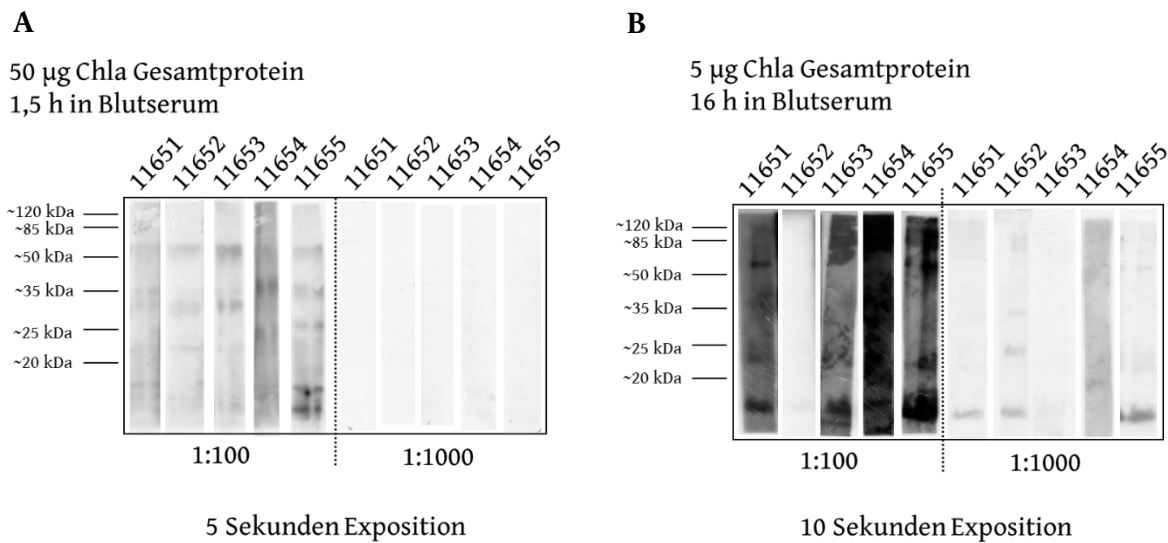 A
50 µg Chla Gesamtprotein
1,5 h in Blutserum
11651 11652 11653 11654 11655 11651 11652 11653 11654 11655
~120 kDa
~85 kDa
~50 kDa
~35 kDa
~25 kDa
~20 kDa
1:100 1:1000
5 Sekunden Exposition
B
5 µg Chla Gesamtprotein
16 h in Blutserum
11651 11652 11653 11654 11655 11651 11652 11653 11654 11655
~120 kDa
~85 kDa
~50 kDa
~35 kDa
~25 kDa
~20 kDa
1:100 1:1000
10 Sekunden Exposition